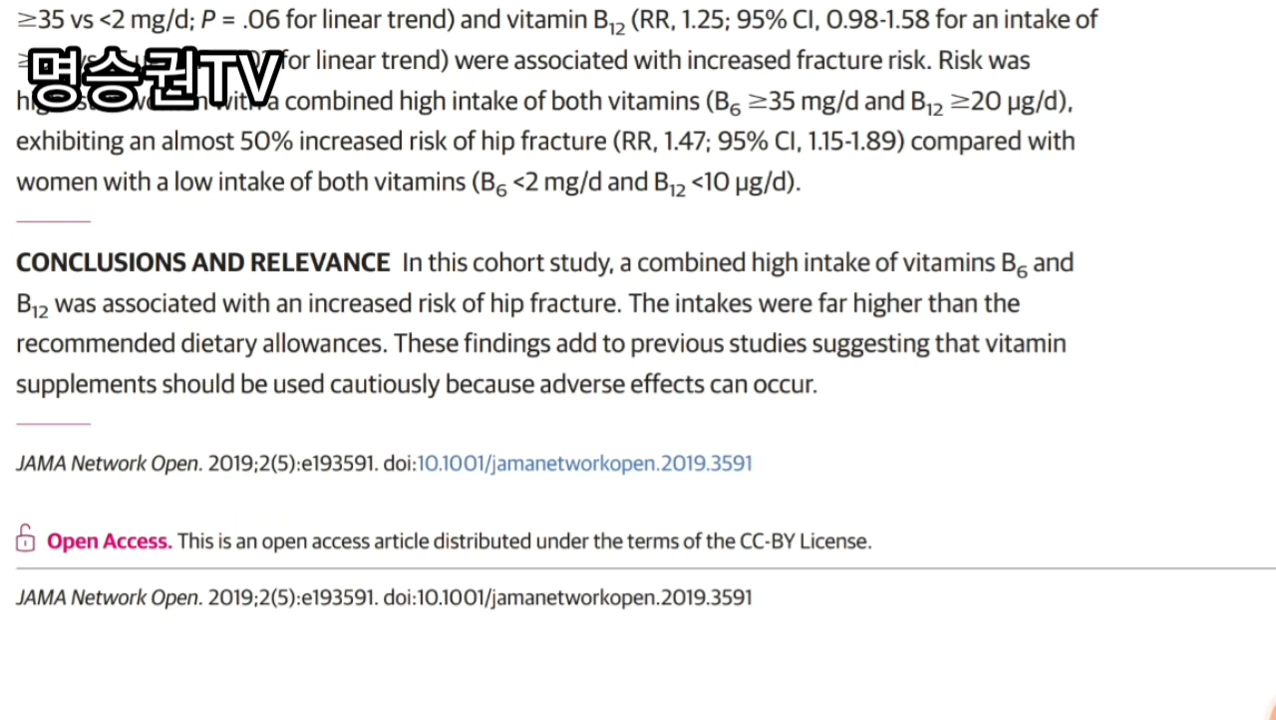 ≥35 vs <2 mg/d; P = .06 for linear trend) and vitamin B12 (RR, 1.25; 95% CI, 0.98-1.58 for an intake of
명승권TV
for linear trend) were associated with increased fracture risk. Risk was
a combined high intake of both vitamins (B6 ≥35 mg/d and B12 ≥20 μg/d),
exhibiting an almost 50% increased risk of hip fracture (RR, 1.47; 95% CI, 1.15-1.89) compared with
women with a low intake of both vitamins (B6 <2 mg/d and B12 <10 μg/d).
CONCLUSIONS AND RELEVANCE In this cohort study, a combined high intake of vitamins B6 and
B12 was associated with an increased risk of hip fracture. The intakes were far higher than the
recommended dietary allowances. These findings add to previous studies suggesting that vitamin
supplements should be used cautiously because adverse effects can occur.
JAMA Network Open. 2019;2(5):e193591. doi:10.1001/jamanetworkopen.2019.3591
Open Access. This is an open access article distributed under the terms of the CC-BY License.
JAMA Network Open. 2019;2(5):e193591. doi:10.1001/jamanetworkopen.2019.3591